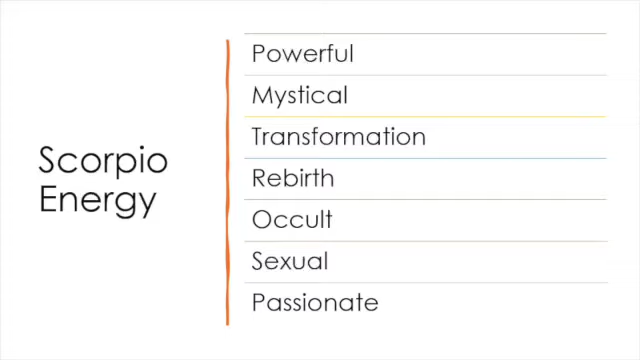 Scorpio
Energy
Powerful
Mystical
Transformation
Rebirth
Occult
Sexual
Passionate